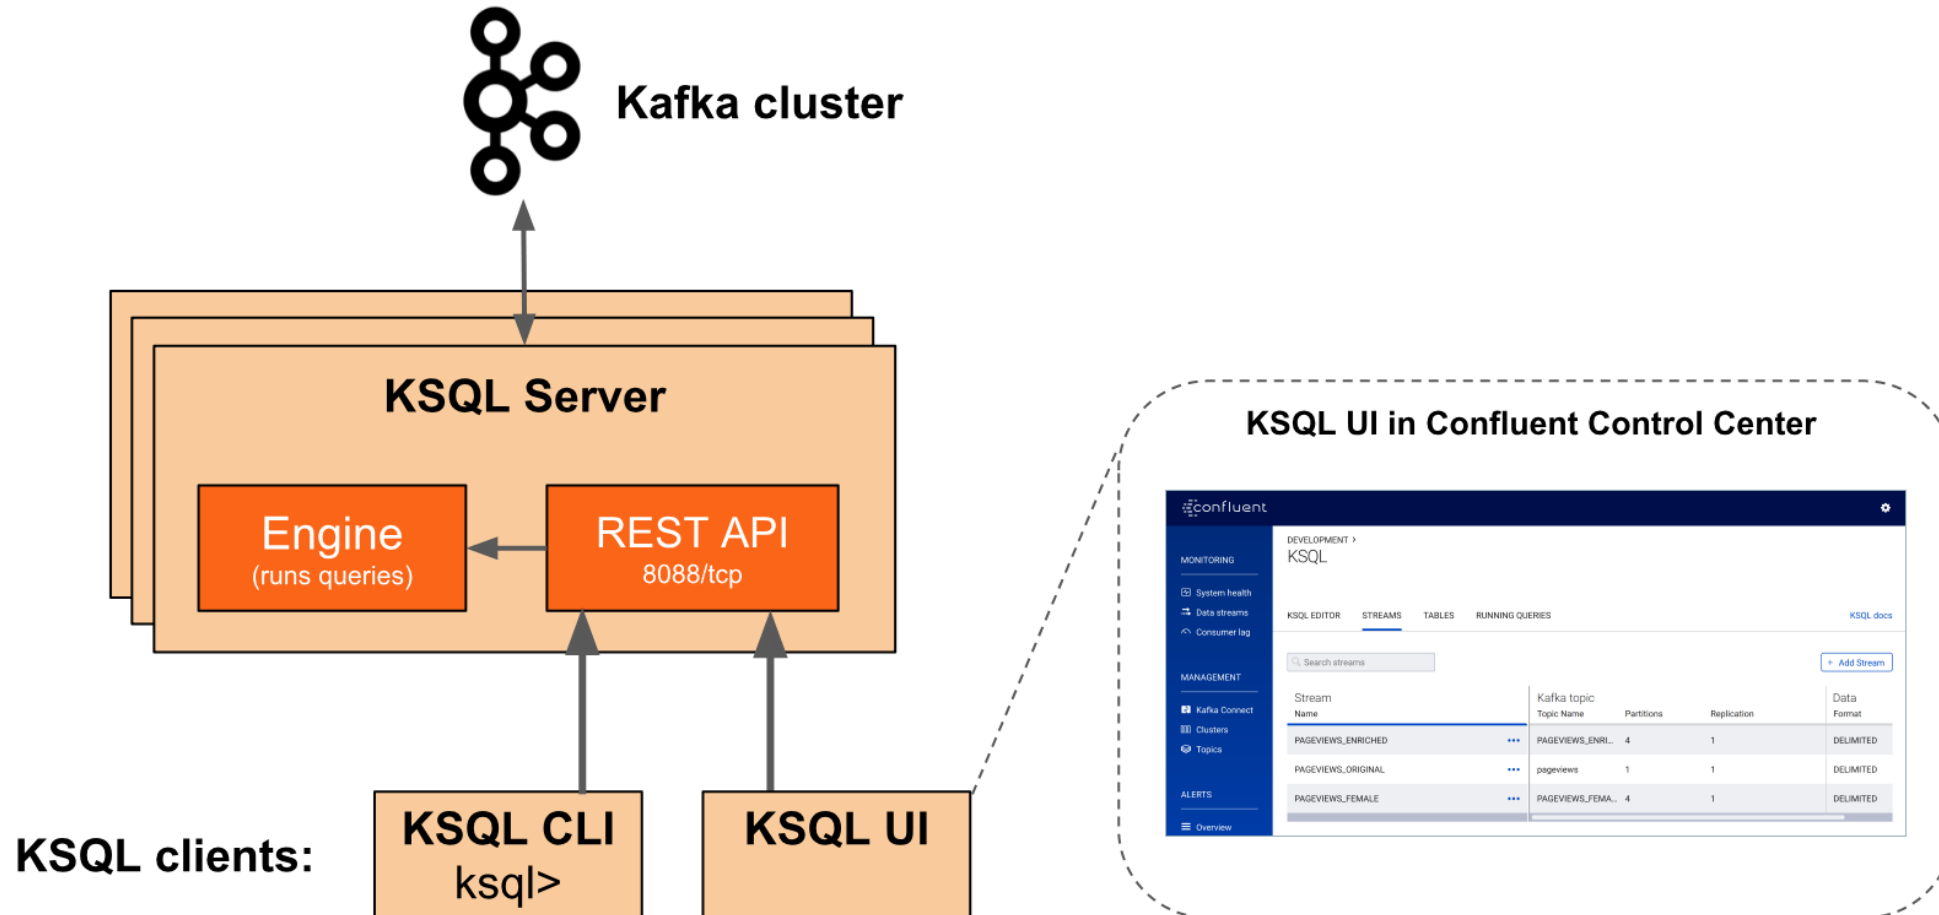 Kafka cluster
KSQL Server
Engine
(runs queries)
REST API
8088/tcp
KSQL clients:
KSQL CLI
ksql>
KSQL UI
KSQL UI in Confluent Control Center
confluent
MONITORING
System health
Data streams
Consumer lag
MANAGEMENT
Kafka Connect
Clusters
Topics
ALERTS
Overview
DEVELOPMENT >
KSQL
KSQL EDITOR STREAMS TABLES RUNNING QUERIES KSQL docs
Search streams + Add Stream
Stream Kafka topic Data
Name Topic Name Partitions Replication Format
PAGEVIEWS_ENRICHED ••• PAGEVIEWS_ENRI... 4 1 DELIMITED
PAGEVIEWS_ORIGINAL ••• pageviews 1 1 DELIMITED
PAGEVIEWS_FEMALE ••• PAGEVIEWS_FEMA... 4 1 DELIMITED